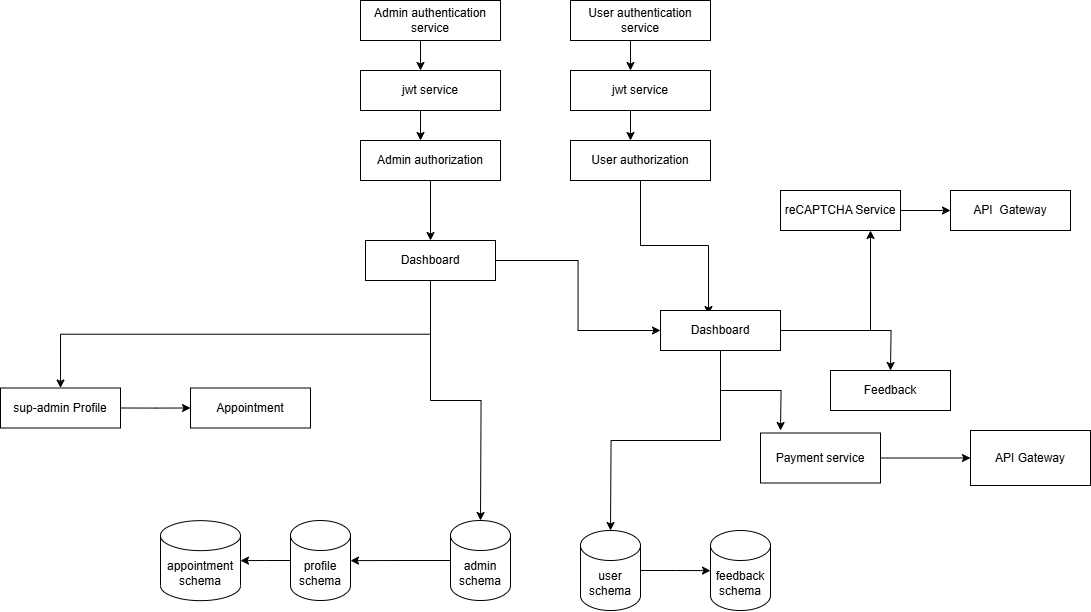 Admin authentication
service
User authentication
service
jwt service
jwt service
Admin authorization
User authorization
reCAPTCHA Service
API  Gateway
Dashboard
Dashboard
Feedback
sup-admin Profile
Appointment
Payment service
API Gateway
appointment
schema
profile
schema
admin
schema
user
schema
feedback
schema